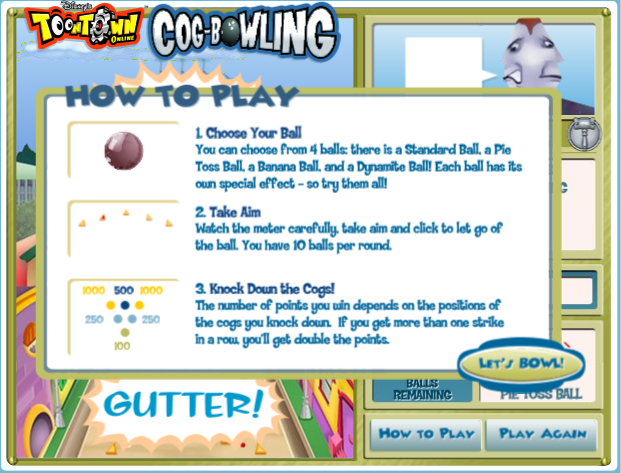 Disney's
TOONTOWN
ONLINE
COG-BOWLING
HOW TO PLAY
1. Choose Your Ball
You can choose from 4 balls: there is a Standard Ball, a Pie
Toss Ball, a Banana Ball, and a Dynamite Ball! Each ball has its
own special effect - so try them all!
2. Take Aim
Watch the meter carefully, take aim and click to let go of
the ball. You have 10 balls per round.
1000 500 1000
250 250
100
3. Knock Down the Cogs!
The number of points you win depends on the positions of
the cogs you knock down. If you get more than one strike
in a row, you'll get double the points.
LET'S BOWL!
GUTTER!
BALLS
REMAINING
PIE TOSS BALL
HOW TO PLAY
PLAY AGAIN